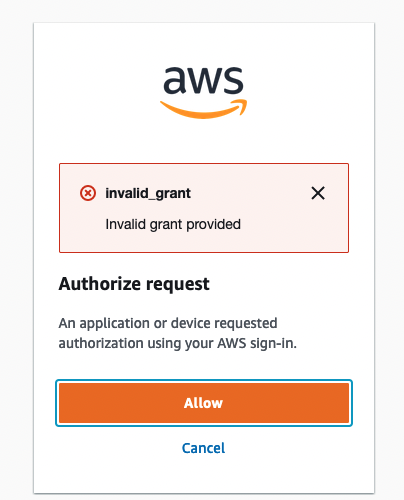 aws
invalid_grant
Invalid grant provided
Authorize request
An application or device requested
authorization using your AWS sign-in.
Allow
Cancel